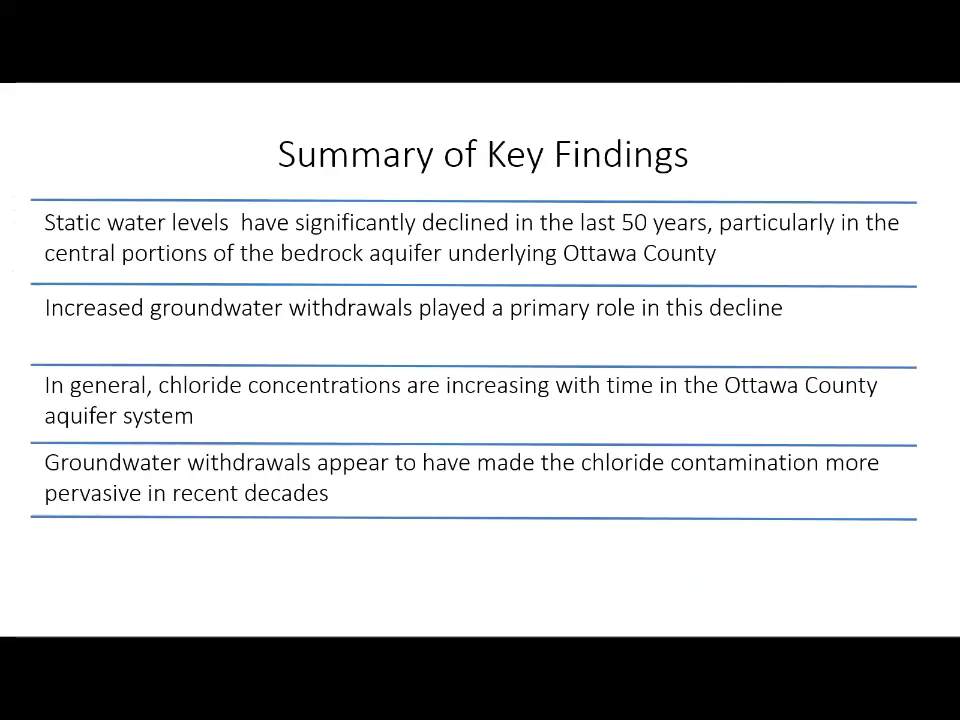 Summary of Key Findings
Static water levels  have significantly declined in the last 50 years, particularly in the
central portions of the bedrock aquifer underlying Ottawa County
Increased groundwater withdrawals played a primary role in this decline
In general, chloride concentrations are increasing with time in the Ottawa County
aquifer system
Groundwater withdrawals appear to have made the chloride contamination more
pervasive in recent decades